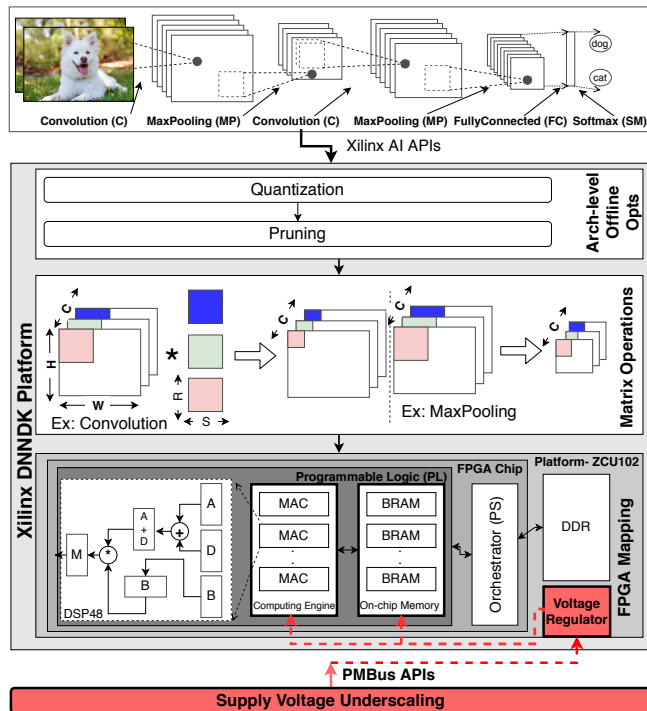 dog
cat
Convolution (C)
MaxPooling (MP)
Convolution (C)
MaxPooling (MP)
FullyConnected (FC)
Softmax (SM)
Xilinx AI APIs
Xilinx DNNDK Platform
Quantization
Pruning
Arch-level
Offline
Opts
C
H
W
Ex: Convolution
*
R
S
C
C
Ex: MaxPooling
C
Matrix Operations
Platform- ZCU102
FPGA Chip
Programmable Logic (PL)
A
D
B
A
+
D
+
*
M
B
DSP48
MAC
MAC
.
.
MAC
Computing Engine
BRAM
BRAM
.
.
BRAM
On-chip Memory
Orchestrator (PS)
DDR
Voltage
Regulator
FPGA Mapping
PMBus APIs
Supply Voltage Underscaling